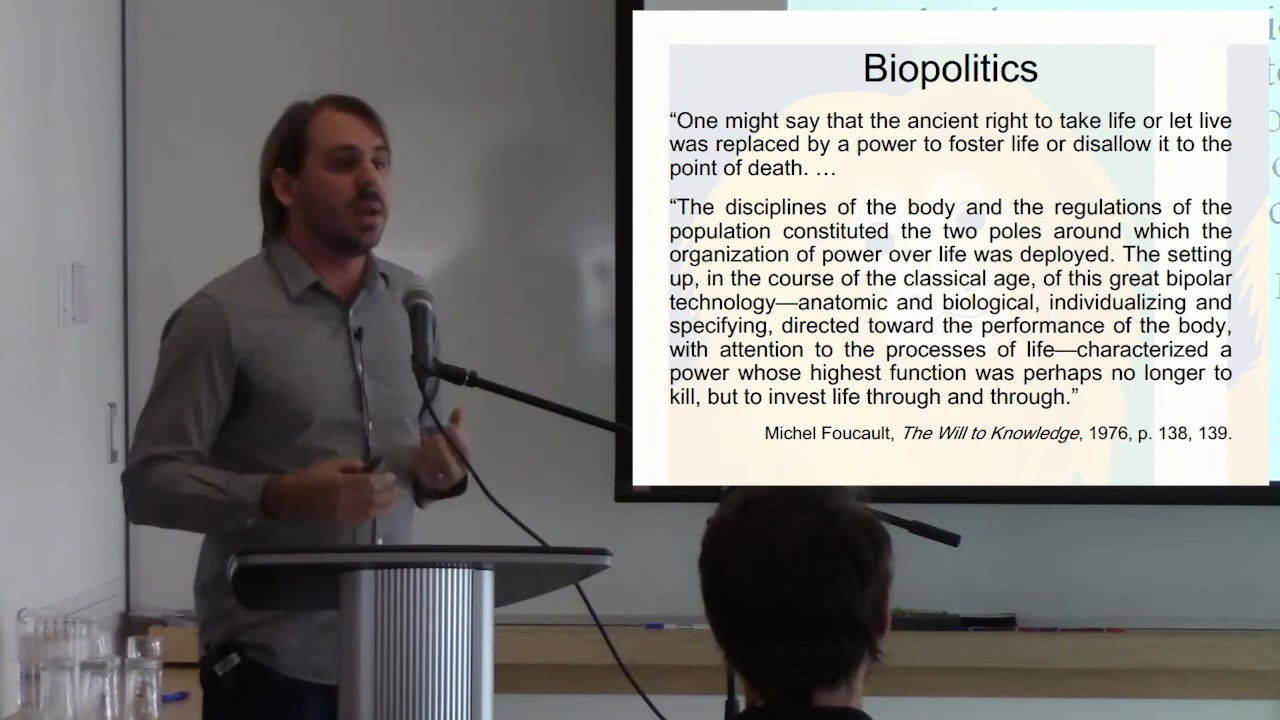 Biopolitics
“One might say that the ancient right to take life or let live
was replaced by a power to foster life or disallow it to the
point of death. …
“The disciplines of the body and the regulations of the
population constituted the two poles around which the
organization of power over life was deployed. The setting
up, in the course of the classical age, of this great bipolar
technology—anatomic and biological, individualizing and
specifying, directed toward the performance of the body,
with attention to the processes of life—characterized a
power whose highest function was perhaps no longer to
kill, but to invest life through and through.”
Michel Foucault, The Will to Knowledge, 1976, p. 138, 139.